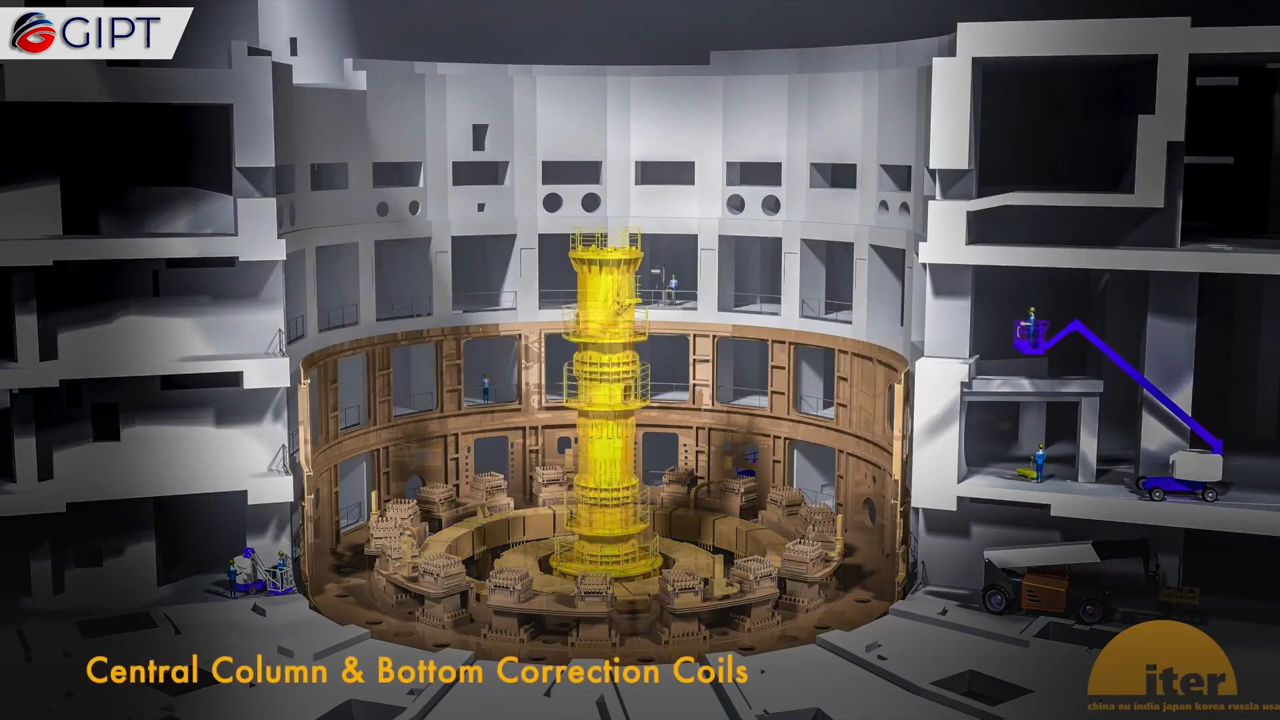 GIPT
Central Column & Bottom Correction Coils
iter
china eu india japan korea russia usa